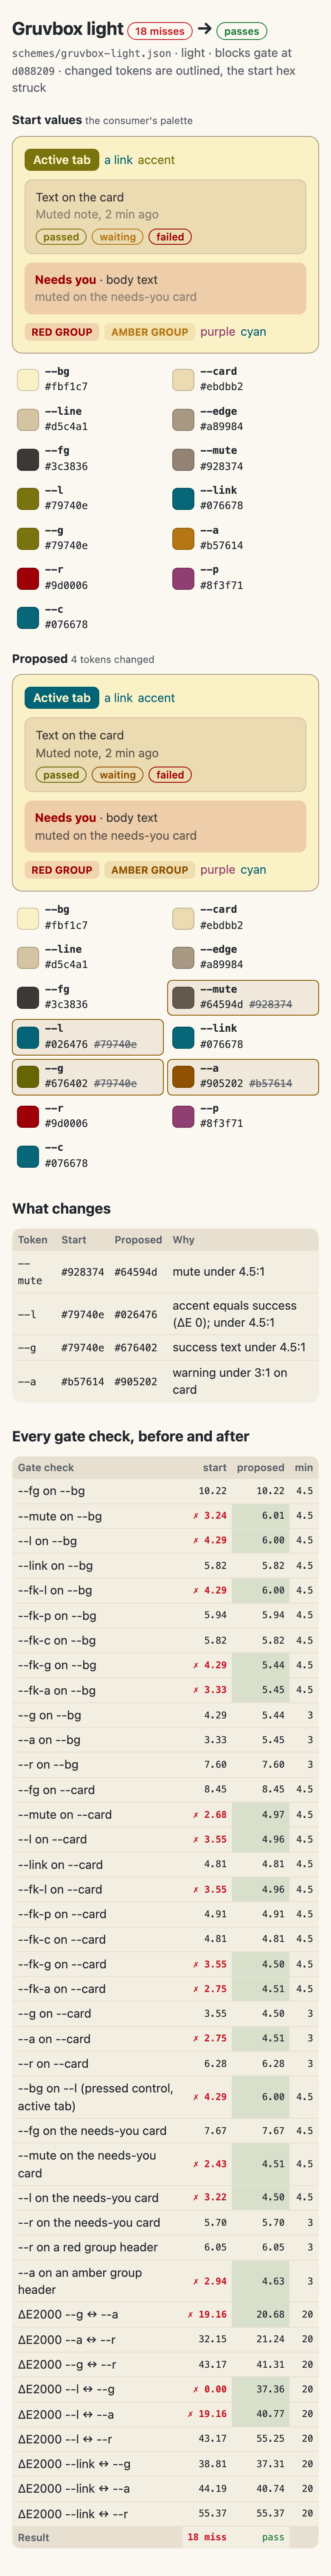 Gruvbox light 18 misses → passes
schemes/gruvbox-light.json · light · blocks gate at
d088209 · changed tokens are outlined, the start hex
struck
Start values the consumer's palette
Active tab a link accent
Text on the card
Muted note, 2 min ago
passed waiting failed
Needs you · body text
muted on the needs-you card
RED GROUP AMBER GROUP purple cyan
--bg --card
#fbf1c7 #ebdbb2
--line --edge
#d5c4a1 #a89984
--fg --mute
#3c3836 #928374
--l --link
#79740e #076678
--g --a
#79740e #b57614
--r --p
#9d0006 #8f3f71
--c
#076678
Proposed 4 tokens changed
Active tab a link accent
Text on the card
Muted note, 2 min ago
passed waiting failed
Needs you · body text
muted on the needs-you card
RED GROUP AMBER GROUP purple cyan
--bg --card
#fbf1c7 #ebdbb2
--line --edge
#d5c4a1 #a89984
--fg --mute
#3c3836 #64594d #928374
--l --link
#026476 #79740e #076678
--g --a
#676402 #79740e #905202 #b57614
--r --p
#9d0006 #8f3f71
--c
#076678
What changes
Token Start Proposed Why
--
mute #928374 #64594d mute under 4.5:1
--l #79740e #026476 accent equals success
(ΔE 0); under 4.5:1
--g #79740e #676402 success text under 4.5:1
--a #b57614 #905202 warning under 3:1 on
card
Every gate check, before and after
Gate check start proposed min
--fg on --bg 10.22 10.22 4.5
--mute on --bg ✗ 3.24 6.01 4.5
--l on --bg ✗ 4.29 6.00 4.5
--link on --bg 5.82 5.82 4.5
--fk-l on --bg ✗ 4.29 6.00 4.5
--fk-p on --bg 5.94 5.94 4.5
--fk-c on --bg 5.82 5.82 4.5
--fk-g on --bg ✗ 4.29 5.44 4.5
--fk-a on --bg ✗ 3.33 5.45 4.5
--g on --bg 4.29 5.44 3
--a on --bg 3.33 5.45 3
--r on --bg 7.60 7.60 3
--fg on --card 8.45 8.45 4.5
--mute on --card ✗ 2.68 4.97 4.5
--l on --card ✗ 3.55 4.96 4.5
--link on --card 4.81 4.81 4.5
--fk-l on --card ✗ 3.55 4.96 4.5
--fk-p on --card 4.91 4.91 4.5
--fk-c on --card 4.81 4.81 4.5
--fk-g on --card ✗ 3.55 4.50 4.5
--fk-a on --card ✗ 2.75 4.51 4.5
--g on --card 3.55 4.50 3
--a on --card ✗ 2.75 4.51 3
--r on --card 6.28 6.28 3
--bg on --l (pressed control,
active tab) ✗ 4.29 6.00 4.5
--fg on the needs-you card 7.67 7.67 4.5
--mute on the needs-you
card ✗ 2.43 4.51 4.5
--l on the needs-you card ✗ 3.22 4.50 4.5
--r on the needs-you card 5.70 5.70 3
--r on a red group header 6.05 6.05 3
--a on an amber group
header ✗ 2.94 4.63 3
ΔE2000 --g ↔ --a ✗ 19.16 20.68 20
ΔE2000 --a ↔ --r 32.15 21.24 20
ΔE2000 --g ↔ --r 43.17 41.31 20
ΔE2000 --l ↔ --g ✗ 0.00 37.36 20
ΔE2000 --l ↔ --a ✗ 19.16 40.77 20
ΔE2000 --l ↔ --r 43.17 55.25 20
ΔE2000 --link ↔ --g 38.81 37.31 20
ΔE2000 --link ↔ --a 44.19 40.74 20
ΔE2000 --link ↔ --r 55.37 55.37 20
Result 18 miss pass